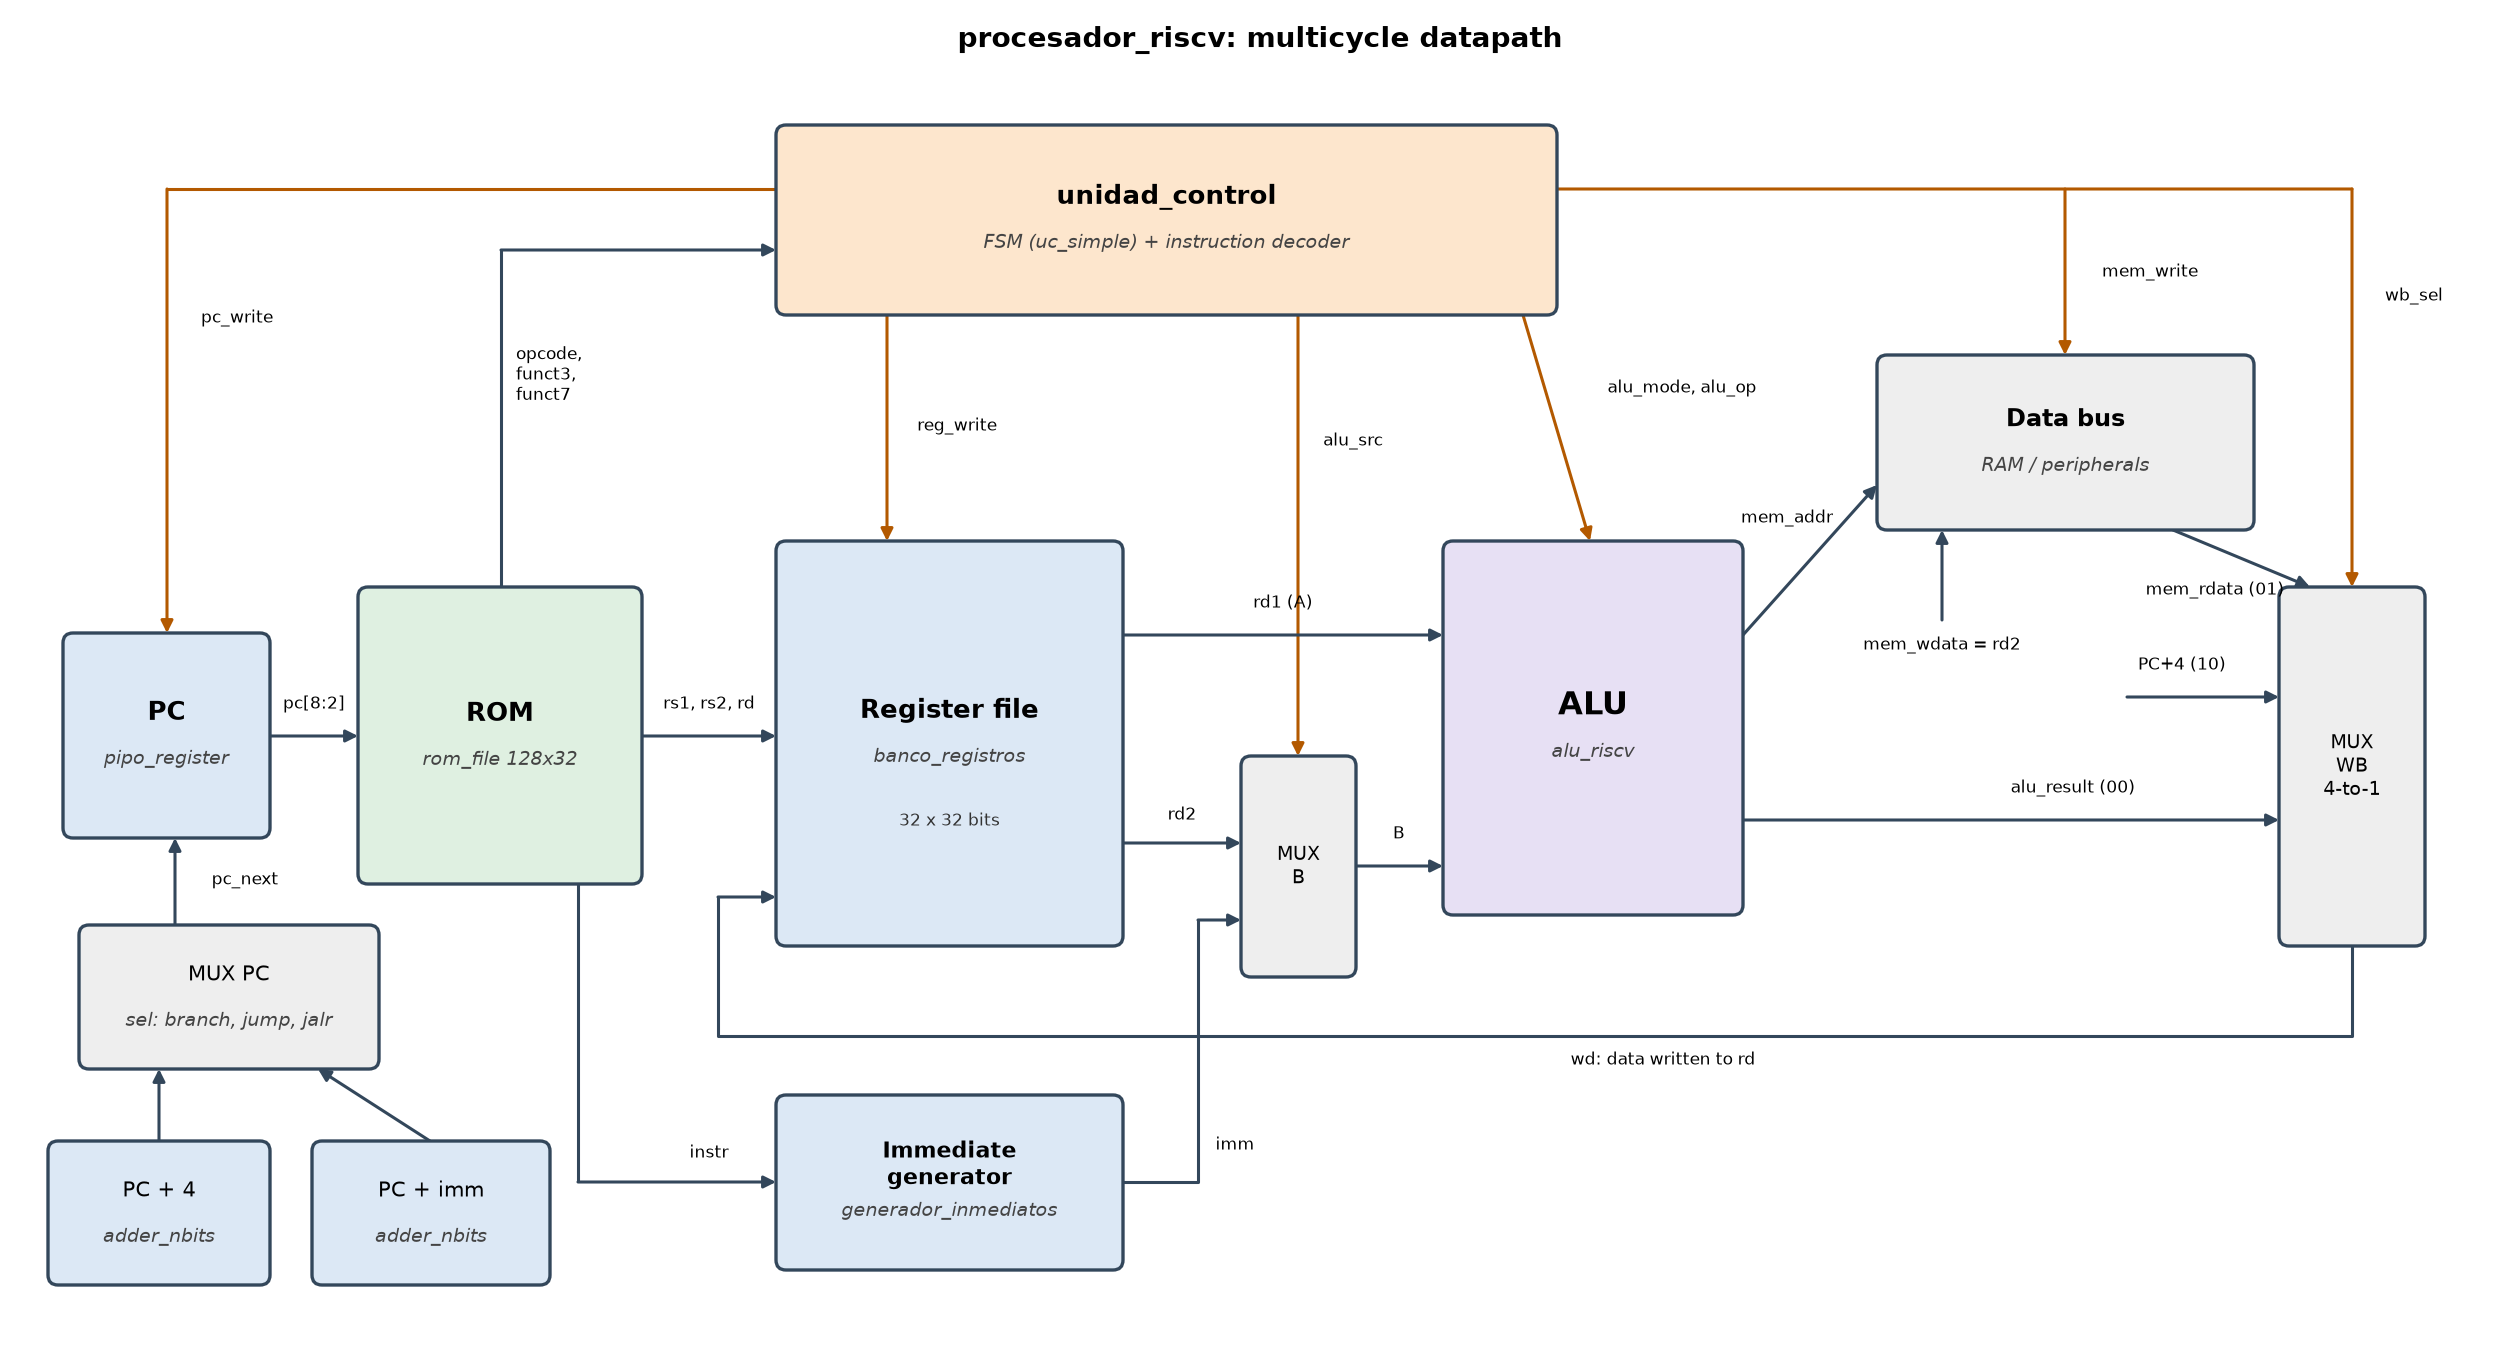 procesador_riscv: multicycle datapath
unidad_control
FSM (uc_simple) + instruction decoder
pc_write
opcode,
funct3,
funct7
reg_write
alu_src
alu_mode, alu_op
mem_write
wb_sel
Data bus
RAM / peripherals
mem_addr
mem_rdata (01)
mem_wdata = rd2
PC+4 (10)
alu_result (00)
MUX
WB
4-to-1
PC
pipo_register
pc[8:2]
ROM
rom_file 128x32
rs1, rs2, rd
Register file
banco_registros
32 x 32 bits
rd1 (A)
rd2
MUX
B
B
ALU
alu_riscv
pc_next
MUX PC
sel: branch, jump, jalr
wd: data written to rd
PC + 4
adder_nbits
PC + imm
adder_nbits
instr
Immediate
generator
generador_inmediatos
imm